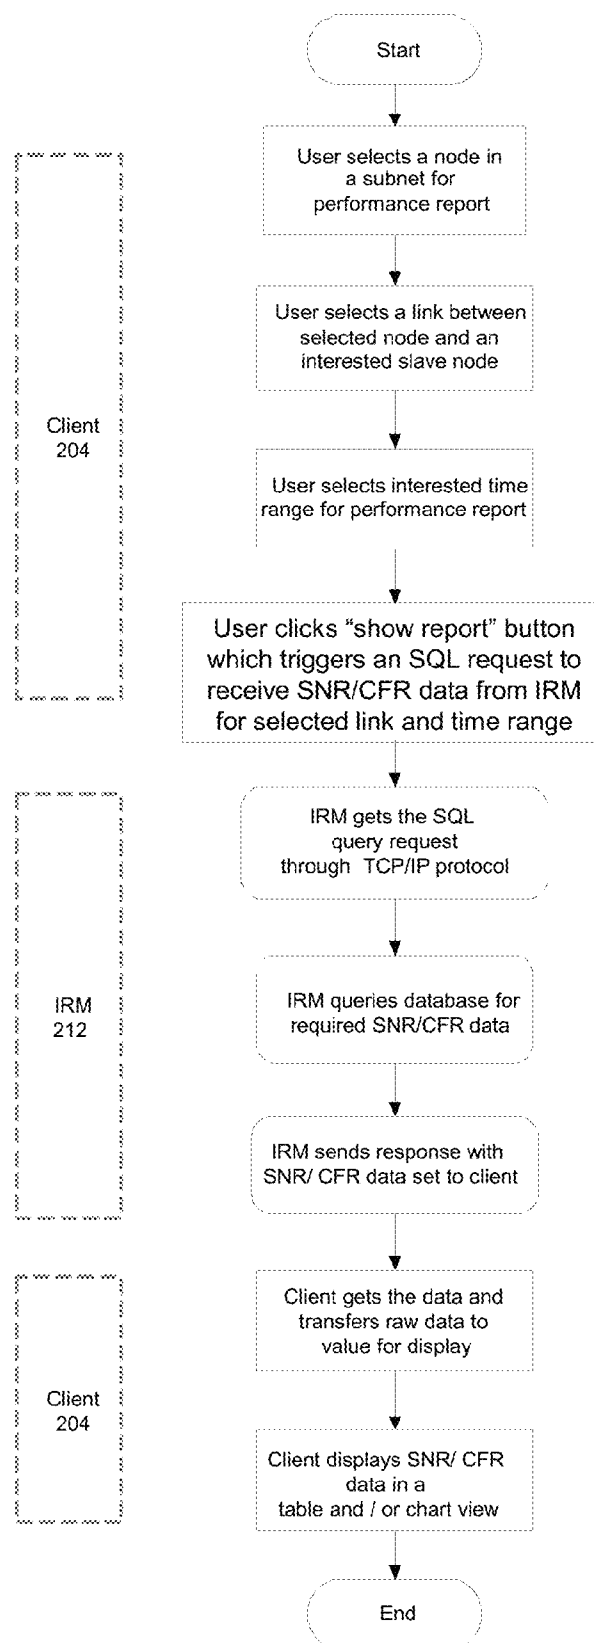 Start
User selects a node in
a subnet for
performance report
User selects a link between
selected node and an
interested slave node
Client
204
User selects interested time
range for performance report
User clicks “show report” button
which triggers an SQL request to
receive SNR/CFR data from IRM
for selected link and time range
IRM gets the SQL
query request
through TCP/IP protocol
IRM queries database for
required SNR/CFR data
IRM
212
IRM sends response with
SNR/ CFR data set to client
Client gets the data and
transfers raw data to
value for display
Client
204
Client displays SNR/ CFR
data in a
table and / or chart view
End